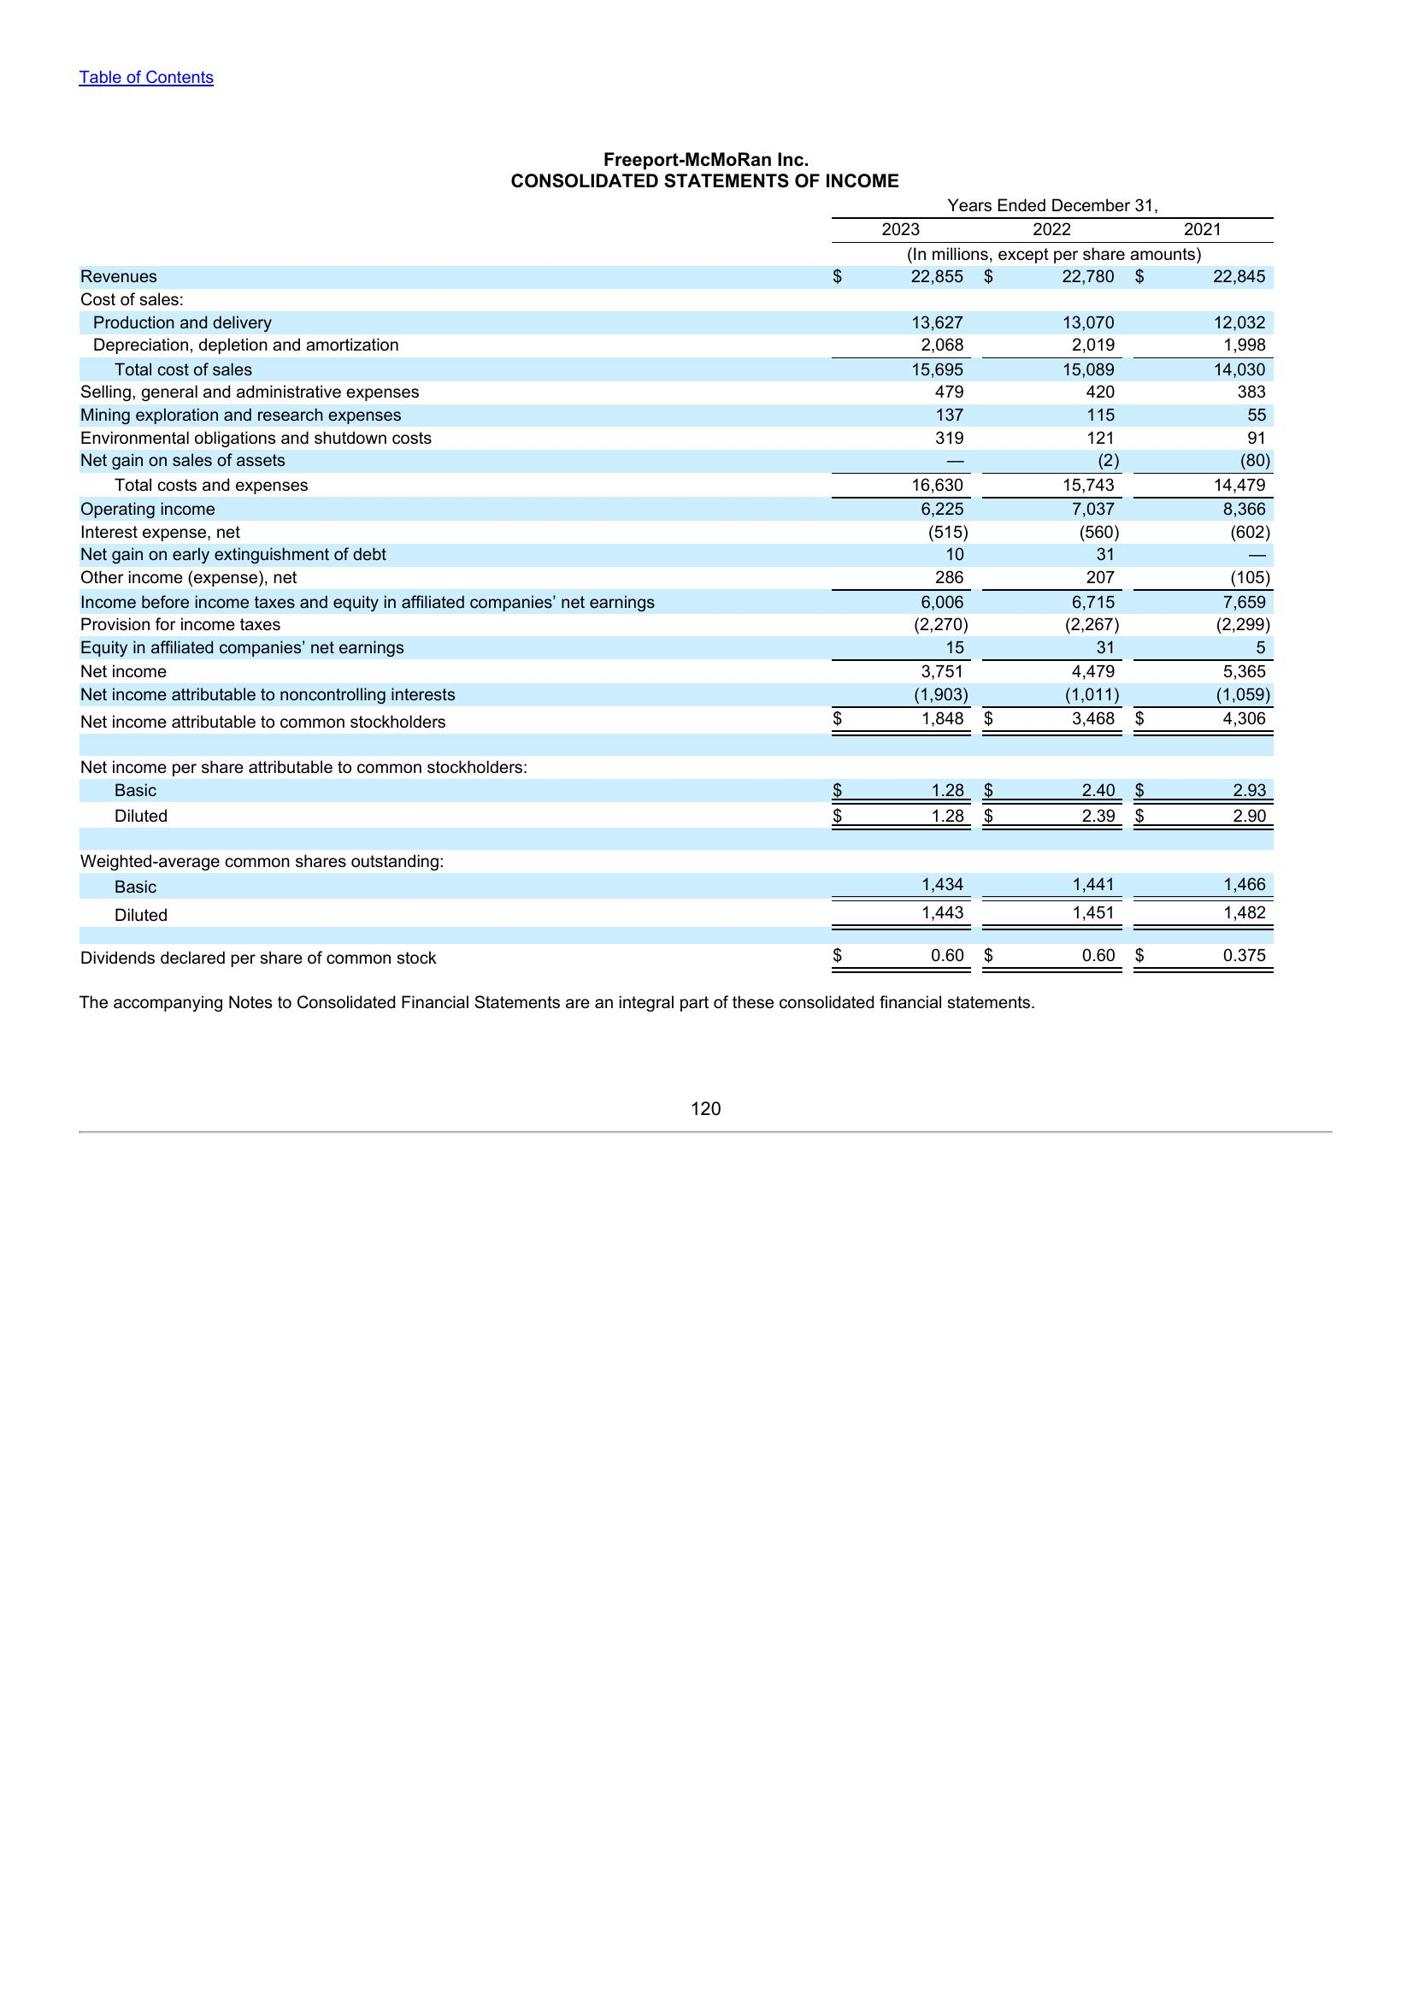 Table of Contents
Freeport-McMoRan Inc.
CONSOLIDATED STATEMENTS OF INCOME
Years Ended December 31,
2023 2022 2021
(In millions, except per share amounts)
Revenues $ 22,855 $ 22,780 $ 22,845
Cost of sales:
Production and delivery 13,627 13,070 12,032
Depreciation, depletion and amortization 2,068 2,019 1,998
Total cost of sales 15,695 15,089 14,030
Selling, general and administrative expenses 479 420 383
Mining exploration and research expenses 137 115 55
Environmental obligations and shutdown costs 319 121 91
Net gain on sales of assets — (2) (80)
Total costs and expenses 16,630 15,743 14,479
Operating income 6,225 7,037 8,366
Interest expense, net (515) (560) (602)
Net gain on early extinguishment of debt 10 31 —
Other income (expense), net 286 207 (105)
Income before income taxes and equity in affiliated companies’ net earnings 6,006 6,715 7,659
Provision for income taxes (2,270) (2,267) (2,299)
Equity in affiliated companies’ net earnings 15 31 5
Net income 3,751 4,479 5,365
Net income attributable to noncontrolling interests (1,903) (1,011) (1,059)
Net income attributable to common stockholders $ 1,848 $ 3,468 $ 4,306
Net income per share attributable to common stockholders:
Basic $ 1.28 $ 2.40 $ 2.93
Diluted $ 1.28 $ 2.39 $ 2.90
Weighted-average common shares outstanding:
Basic 1,434 1,441 1,466
Diluted 1,443 1,451 1,482
Dividends declared per share of common stock $ 0.60 $ 0.60 $ 0.375
The accompanying Notes to Consolidated Financial Statements are an integral part of these consolidated financial statements.
120